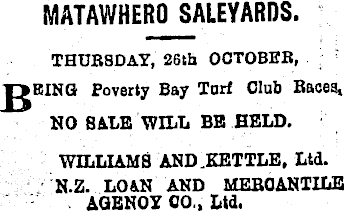 MATAWHERO SALEYARDS.
THURSDAY, 26th OCTOBER,
BEING Poverty Bay Turf Club Races,
NO SALE WILL BE HELD.
WILLIAMS AND KETTLE, Ltd.
N.Z. LOAN AND MERCANTILE
AGENCY CO., Ltd.